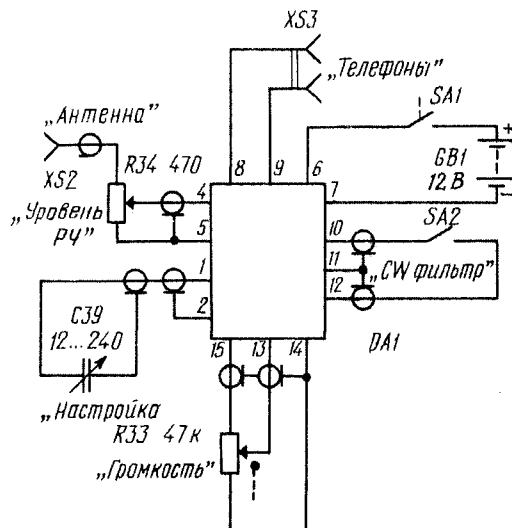 XS3
„Телефоны”
SA1
„Антенна”
XS2
R34 470
8
9
6
+
GB1
12 В
−
4
7
„Уровень РЧ”
5
10
SA2
11
„CW фильтр”
12
1
2
C39
12...240
„Настройка
DA1
15
13
14
R33 47к
„Громкость”